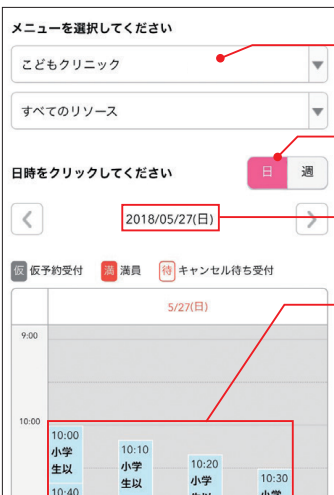 メニューを選択してください
こどもクリニック
すべてのリソース
日時をクリックしてください
日 週
2018/05/27(日)
仮 仮予約受付 満 満員 待 キャンセル待ち受付
5/27(日)
9:00
10:00
10:00
小学
生以
10:40
10:10
小学
生以
10:20
小学
10:30